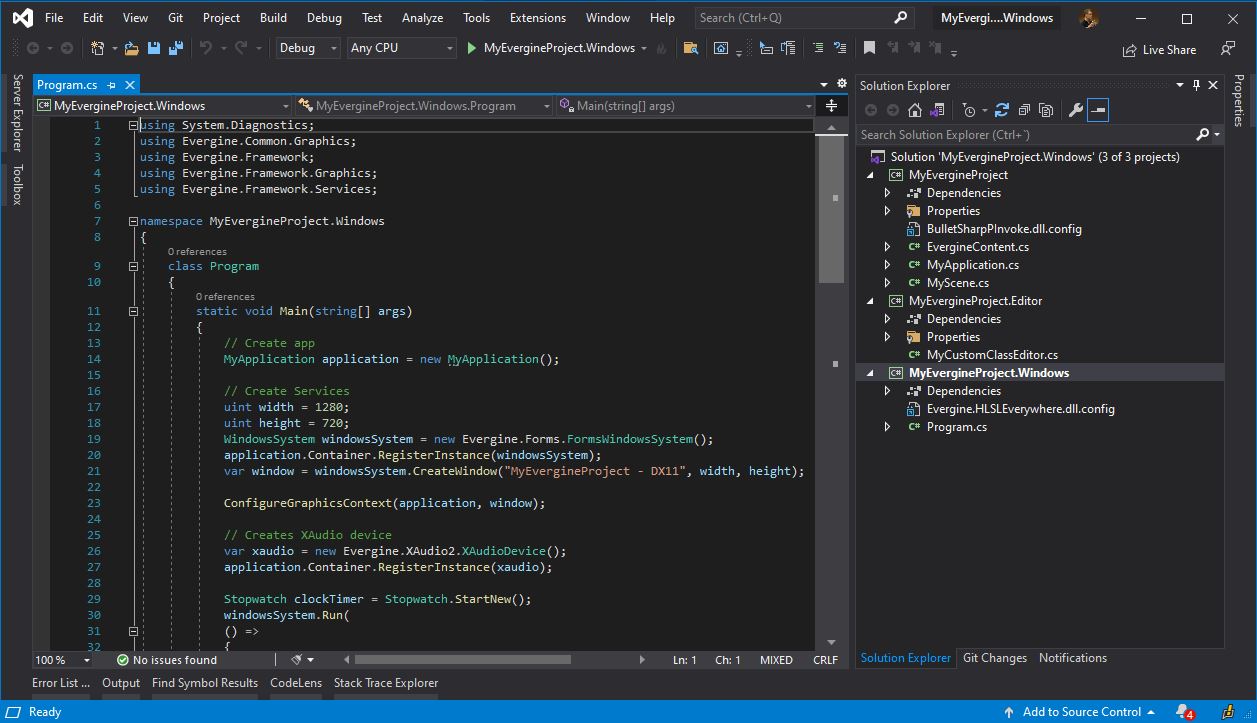 File Edit View Git Project Build Debug Test Analyze Tools Extensions Window Help Search (Ctrl+Q) MyEvergi....Windows
Debug Any CPU MyEvergineProject.Windows Live Share
Server Explorer
Toolbox
Program.cs
MyEvergineProject.Windows MyEvergineProject.Windows.Program Main(string[] args)
1 using System.Diagnostics;
2 using Evergine.Common.Graphics;
3 using Evergine.Framework;
4 using Evergine.Framework.Graphics;
5 using Evergine.Framework.Services;
6
7 namespace MyEvergineProject.Windows
8 {
0 references
9 class Program
10 {
0 references
11 static void Main(string[] args)
12 {
13 // Create app
14 MyApplication application = new MyApplication();
15
16 // Create Services
17 uint width = 1280;
18 uint height = 720;
19 WindowsSystem windowsSystem = new Evergine.Forms.FormsWindowsSystem();
20 application.Container.RegisterInstance(windowsSystem);
21 var window = windowsSystem.CreateWindow("MyEvergineProject - DX11", width, height);
22
23 ConfigureGraphicsContext(application, window);
24
25 // Creates XAudio device
26 var xaudio = new Evergine.XAudio2.XAudioDevice();
27 application.Container.RegisterInstance(xaudio);
28
29 Stopwatch clockTimer = Stopwatch.StartNew();
30 windowsSystem.Run(
31 () =>
32 {
100 % No issues found Ln: 1 Ch: 1 MIXED CRLF
Solution Explorer
Search Solution Explorer (Ctrl+`)
Solution 'MyEvergineProject.Windows' (3 of 3 projects)
C# MyEvergineProject
Dependencies
Properties
BulletSharpPInvoke.dll.config
C# EvergineContent.cs
C# MyApplication.cs
C# MyScene.cs
C# MyEvergineProject.Editor
Dependencies
Properties
C# MyCustomClassEditor.cs
C# MyEvergineProject.Windows
Dependencies
Evergine.HLSLEverywhere.dll.config
C# Program.cs
Solution Explorer Git Changes Notifications
Properties
Error List ... Output Find Symbol Results CodeLens Stack Trace Explorer
Ready Add to Source Control 4